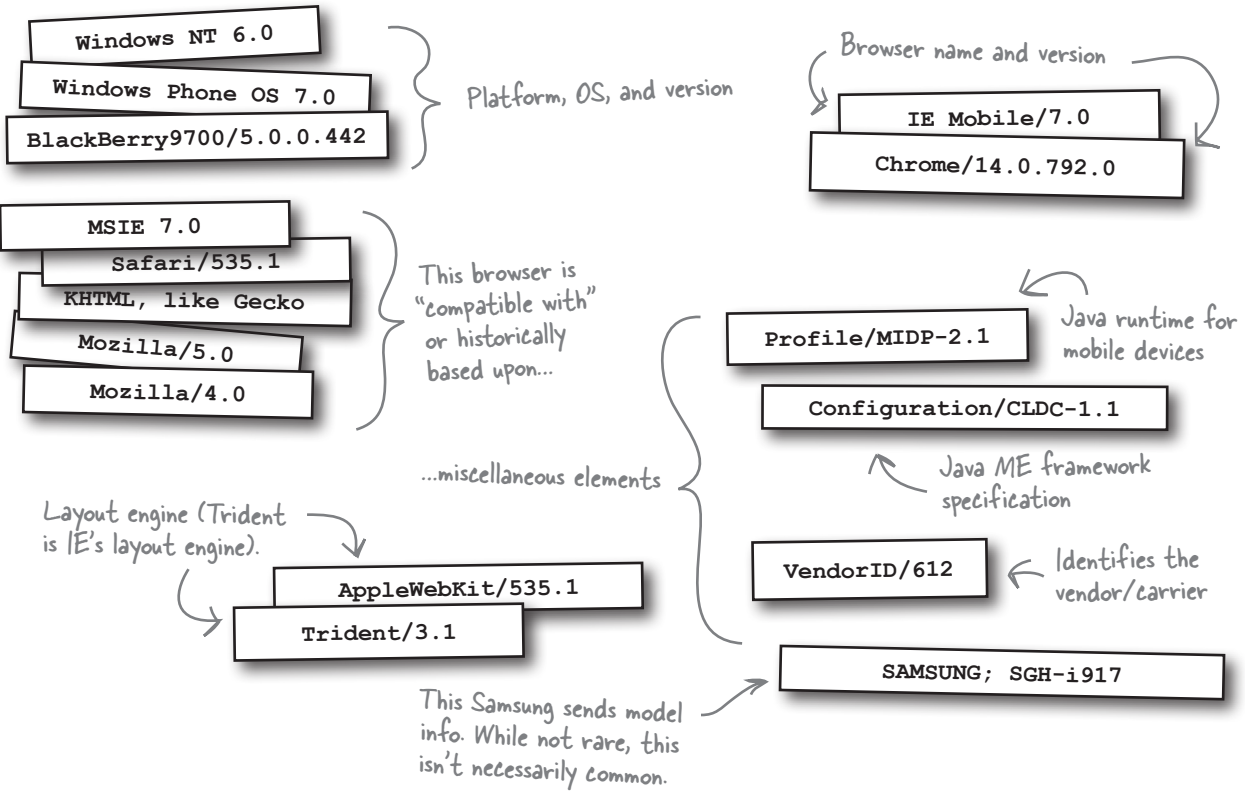 Windows NT 6.0
Windows Phone OS 7.0
BlackBerry9700/5.0.0.442
Platform, OS, and version
Browser name and version
IE Mobile/7.0
Chrome/14.0.792.0
MSIE 7.0
Safari/535.1
KHTML, like Gecko
Mozilla/5.0
Mozilla/4.0
This browser is
“compatible with”
or historically
based upon...
Profile/MIDP-2.1
Java runtime for
mobile devices
Configuration/CLDC-1.1
Java ME framework
specification
...miscellaneous elements
Layout engine (Trident
is IE’s layout engine).
AppleWebKit/535.1
Trident/3.1
VendorID/612
Identifies the
vendor/carrier
SAMSUNG; SGH-i917
This Samsung sends model
info. While not rare, this
isn’t necessarily common.